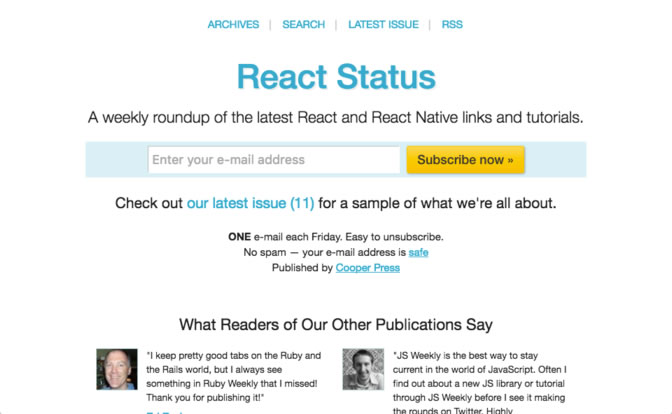 ARCHIVES | SEARCH | LATEST ISSUE | RSS
React Status
A weekly roundup of the latest React and React Native links and tutorials.
Enter your e-mail address
Subscribe now »
Check out our latest issue (11) for a sample of what we're all about.
ONE e-mail each Friday. Easy to unsubscribe.
No spam — your e-mail address is safe
Published by Cooper Press
What Readers of Our Other Publications Say
"I keep pretty good tabs on the Ruby and
the Rails world, but I always see
something in Ruby Weekly that I missed!
Thank you for publishing it!"
"JS Weekly is the best way to stay
current in the world of JavaScript. Often I
find out about a new JS library or tutorial
through JS Weekly before I see it making
the rounds on Twitter. Highly